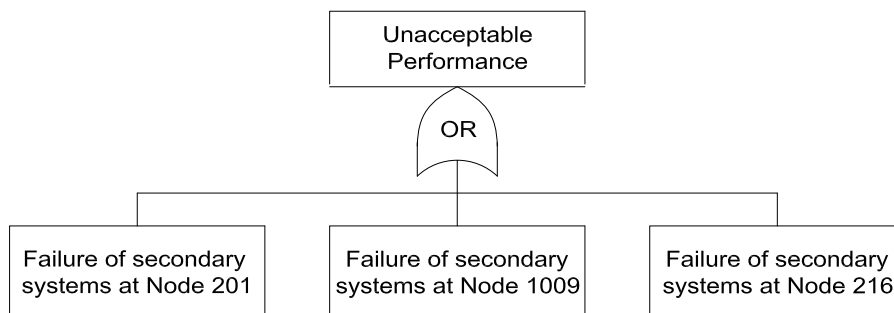 Unacceptable
Performance
OR
Failure of secondary
systems at Node 201
Failure of secondary
systems at Node 1009
Failure of secondary
systems at Node 216